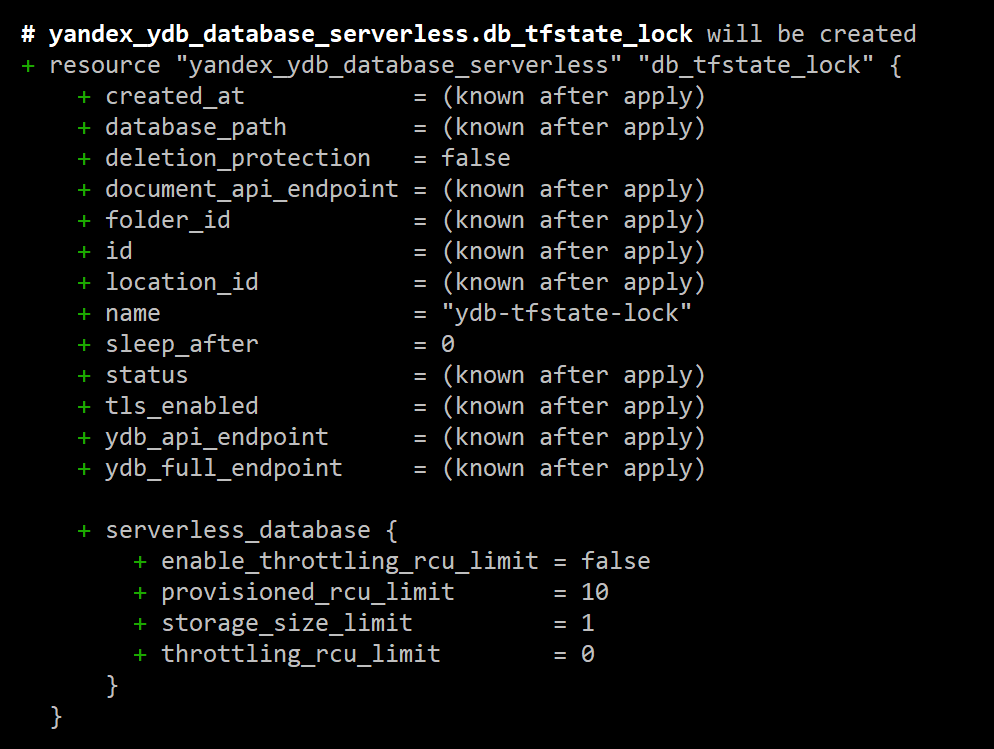 # yandex_ydb_database_serverless.db_tfstate_lock will be created
+ resource "yandex_ydb_database_serverless" "db_tfstate_lock" {
    + created_at            = (known after apply)
    + database_path         = (known after apply)
    + deletion_protection   = false
    + document_api_endpoint = (known after apply)
    + folder_id             = (known after apply)
    + id                    = (known after apply)
    + location_id           = (known after apply)
    + name                  = "ydb-tfstate-lock"
    + sleep_after           = 0
    + status                = (known after apply)
    + tls_enabled           = (known after apply)
    + ydb_api_endpoint      = (known after apply)
    + ydb_full_endpoint     = (known after apply)

    + serverless_database {
        + enable_throttling_rcu_limit = false
        + provisioned_rcu_limit       = 10
        + storage_size_limit          = 1
        + throttling_rcu_limit        = 0
      }
  }